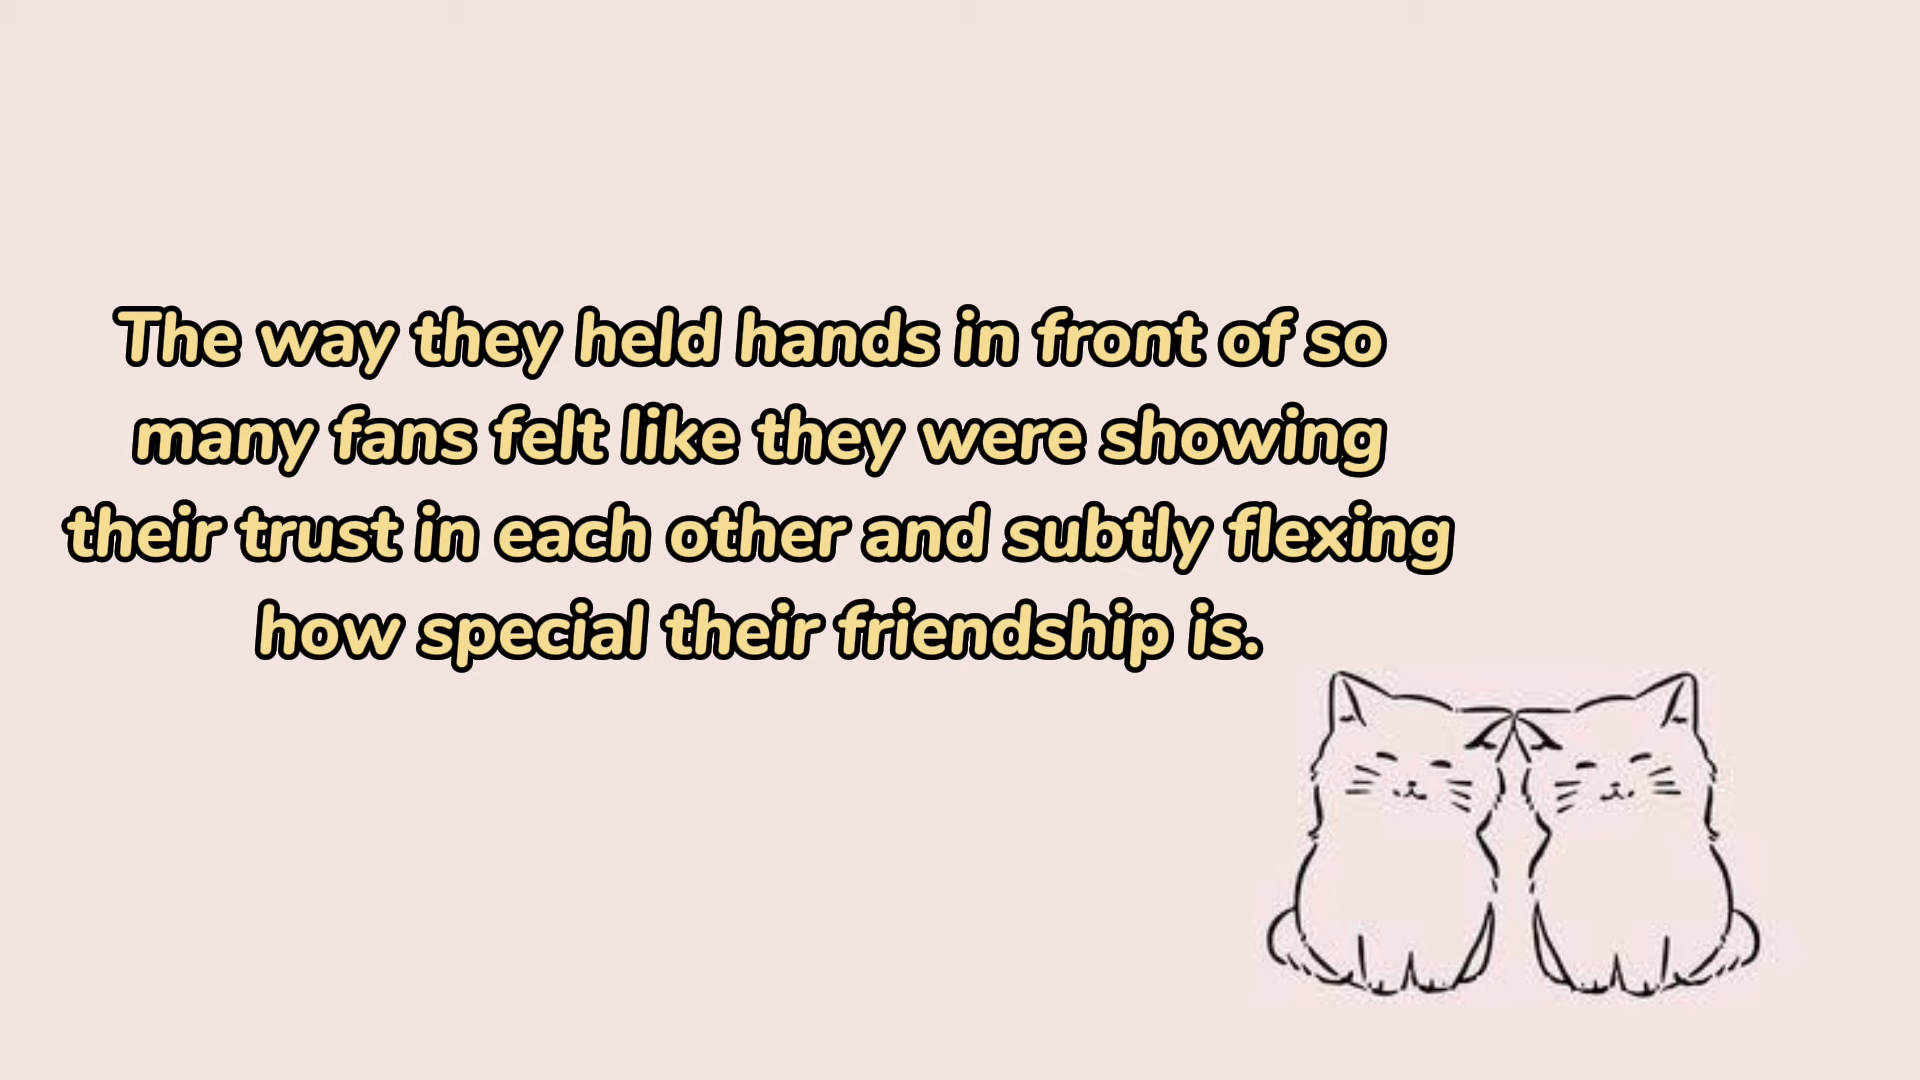 The way they held hands in front of so
many fans felt like they were showing
their trust in each other and subtly flexing
how special their friendship is.